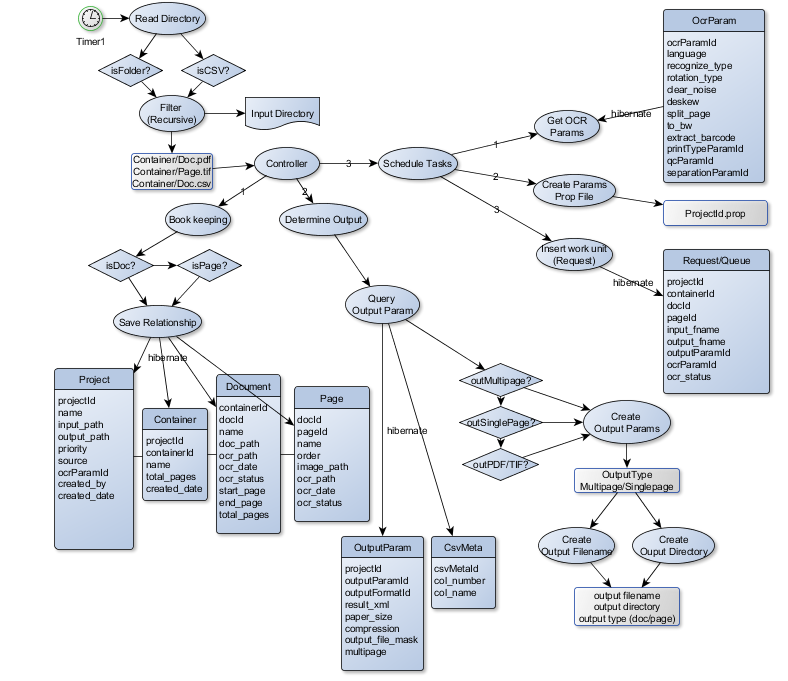 Timer1
Read Directory
isFolder?
isCSV?
Filter
(Recursive)
Input Directory
Container/Doc.pdf
Container/Page.tif
Container/Doc.csv
Controller
1
2
3
Schedule Tasks
1
2
3
Get OCR
Params
hibernate
OcrParam
ocrParamId
language
recognize_type
rotation_type
clear_noise
deskew
split_page
to_bw
extract_barcode
printTypeParamId
qcParamId
separationParamId
Create Params
Prop File
ProjectId.prop
Insert work unit
(Request)
hibernate
Request/Queue
projectId
containerId
docId
pageId
input_fname
output_fname
outputParamId
ocrParamId
ocr_status
Book keeping
Determine Output
isDoc?
isPage?
Save Relationship
hibernate
Project
projectId
name
input_path
output_path
priority
source
ocrParamId
created_by
created_date
Container
projectId
containerId
name
total_pages
created_date
Document
containerId
docId
name
doc_path
ocr_path
ocr_date
ocr_status
start_page
end_page
total_pages
Page
docId
pageId
name
order
image_path
ocr_path
ocr_date
ocr_status
Query
Output Param
hibernate
OutputParam
projectId
outputParamId
outputFormatId
result_xml
paper_size
compression
output_file_mask
multipage
CsvMeta
csvMetaId
col_number
col_name
outMultipage?
outSinglePage?
outPDF/TIF?
Create
Output Params
OutputType
Multipage/Singlepage
Create
Output Filename
Create
Ouput Directory
output filename
output directory
output type (doc/page)